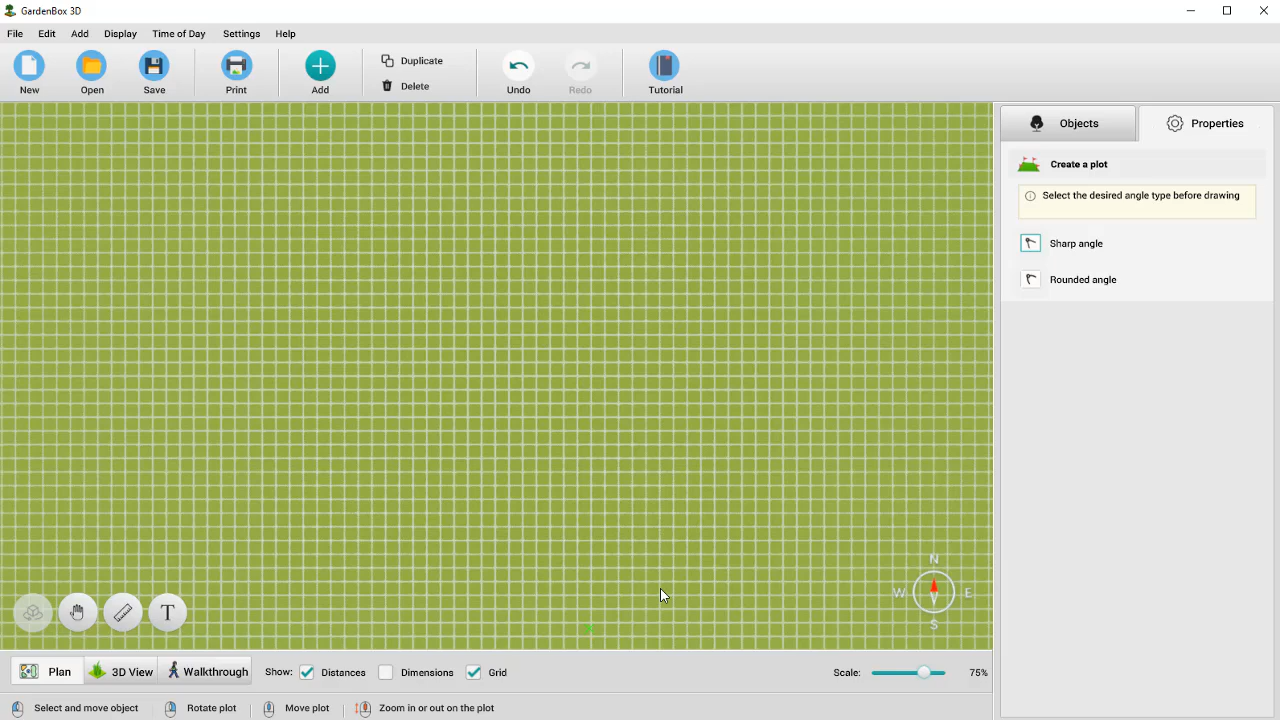 GardenBox 3D
File Edit Add Display Time of Day Settings Help
New Open Save Print Add Duplicate Delete Undo Redo Tutorial
Objects Properties
Create a plot
Select the desired angle type before drawing
Sharp angle
Rounded angle
N
W E
S
T
Plan 3D View Walkthrough Show: Distances Dimensions Grid Scale: 75%
Select and move object Rotate plot Move plot Zoom in or out on the plot